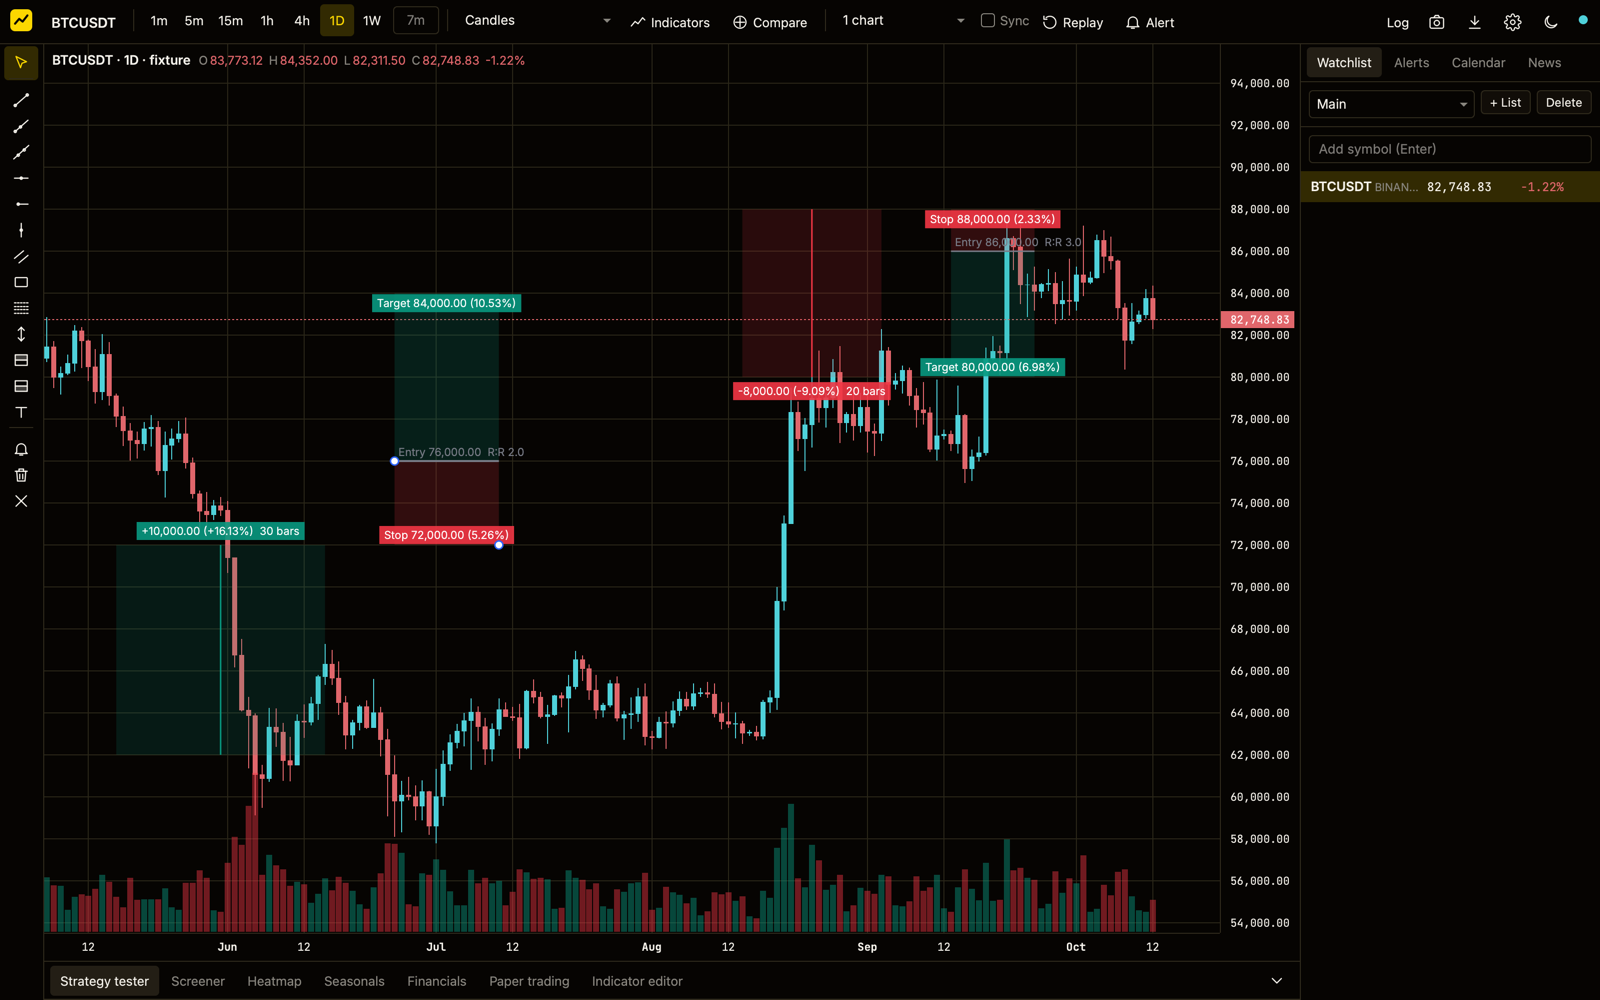 BTCUSDT 1m 5m 15m 1h 4h 1D 1W 7m Candles Indicators Compare 1 chart Sync Replay Alert Log
BTCUSDT · 1D · fixture O 83,773.12 H 84,352.00 L 82,311.50 C 82,748.83 -1.22%
Watchlist Alerts Calendar News
Main + List Delete
Add symbol (Enter)
BTCUSDT BINAN... 82,748.83 -1.22%
94,000.00
92,000.00
90,000.00
88,000.00
86,000.00
84,000.00
82,748.83
82,000.00
80,000.00
78,000.00
76,000.00
74,000.00
72,000.00
70,000.00
68,000.00
66,000.00
64,000.00
62,000.00
60,000.00
58,000.00
56,000.00
54,000.00
Stop 88,000.00 (2.33%)
Entry 86,000.00 R:R 3.0
Target 84,000.00 (10.53%)
Target 80,000.00 (6.98%)
-8,000.00 (-9.09%) 20 bars
Entry 76,000.00 R:R 2.0
+10,000.00 (+16.13%) 30 bars
Stop 72,000.00 (5.26%)
T
12 Jun 12 Jul 12 Aug 12 Sep 12 Oct 12
Strategy tester Screener Heatmap Seasonals Financials Paper trading Indicator editor